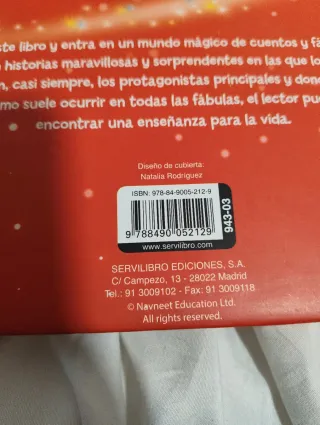 ste libro y entra en un mundo mágico de cuentos y fá
n historias maravillosas y sorprendentes en las que lo
n, casi siempre, los protagonistas principales y dond
mo suele ocurrir en todas las fábulas, el lector pue
encontrar una enseñanza para la vida.
Diseño de cubierta:
Natalia Rodríguez
ISBN: 978-84-9005-212-9
943-03
9 788490 052129
www.servilibro.com
SERVILIBRO EDICIONES, S.A.
C/ Campezo, 13 - 28022 Madrid
Tel.: 91 3009102 - Fax: 91 3009118
© Navneet Education Ltd.
All rights reserved.